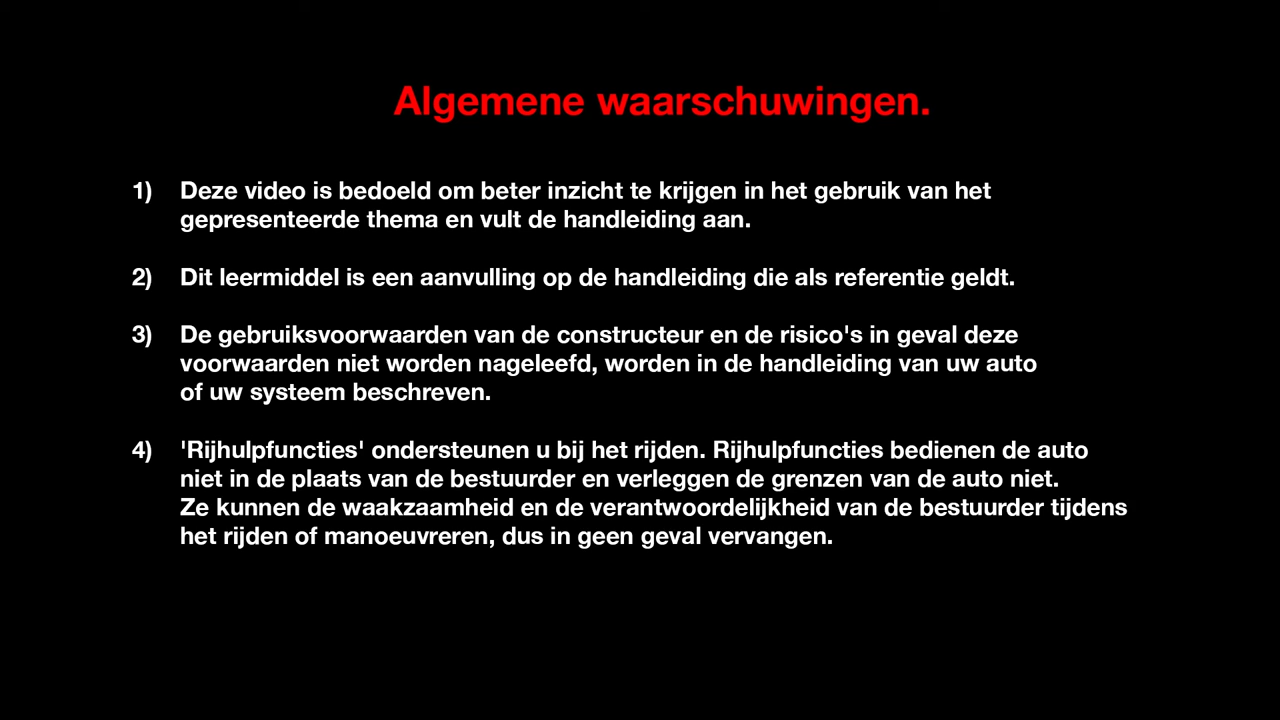 Algemene waarschuwingen.
1) Deze video is bedoeld om beter inzicht te krijgen in het gebruik van het
gepresenteerde thema en vult de handleiding aan.
2) Dit leermiddel is een aanvulling op de handleiding die als referentie geldt.
3) De gebruiksvoorwaarden van de constructeur en de risico's in geval deze
voorwaarden niet worden nageleefd, worden in de handleiding van uw auto
of uw systeem beschreven.
4) 'Rijhulpfuncties' ondersteunen u bij het rijden. Rijhulpfuncties bedienen de auto
niet in de plaats van de bestuurder en verleggen de grenzen van de auto niet.
Ze kunnen de waakzaamheid en de verantwoordelijkheid van de bestuurder tijdens
het rijden of manoeuvreren, dus in geen geval vervangen.